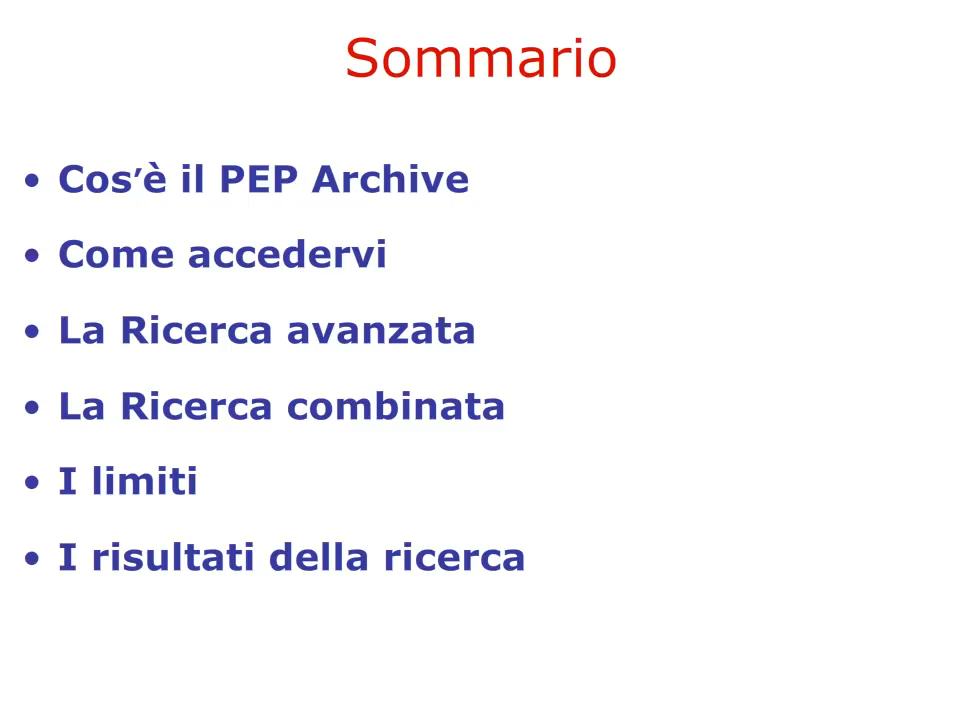 Sommario
• Cos’è il PEP Archive
• Come accedervi
• La Ricerca avanzata
• La Ricerca combinata
• I limiti
• I risultati della ricerca